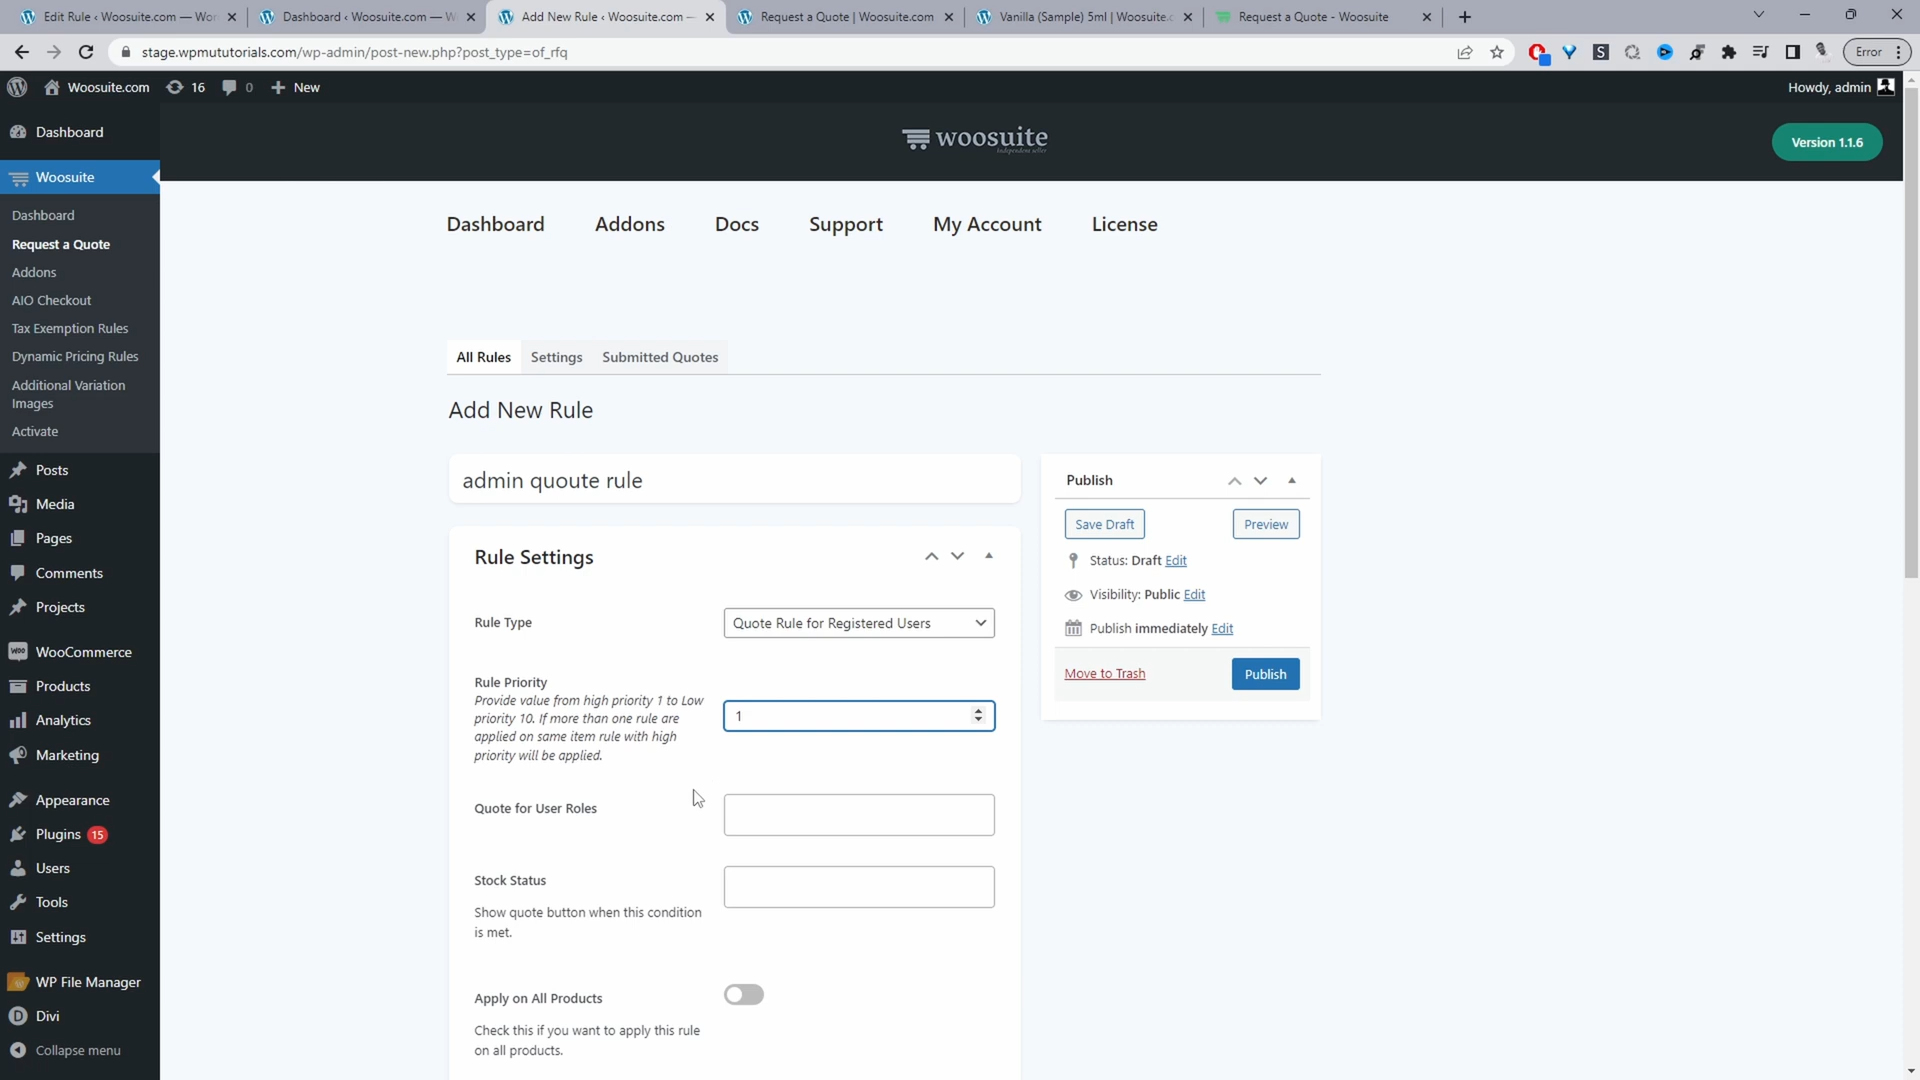 Edit Rule ‹ Woosuite.com — Wor
Dashboard ‹ Woosuite.com — W
Add New Rule ‹ Woosuite.com —
Request a Quote | Woosuite.com
Vanilla (Sample) 5ml | Woosuite.c
Request a Quote - Woosuite
stage.wpmututorials.com/wp-admin/post-new.php?post_type=of_rfq
Error
Woosuite.com
16
0
New
Howdy, admin
Dashboard
Woosuite
Dashboard
Request a Quote
Addons
AIO Checkout
Tax Exemption Rules
Dynamic Pricing Rules
Additional Variation
Images
Activate
Posts
Media
Pages
Comments
Projects
WooCommerce
Products
Analytics
Marketing
Appearance
Plugins 15
Users
Tools
Settings
WP File Manager
Divi
Collapse menu
woosuite
Independent seller
Version 1.1.6
Dashboard
Addons
Docs
Support
My Account
License
All Rules
Settings
Submitted Quotes
Add New Rule
admin quoute rule
Rule Settings
Rule Type
Quote Rule for Registered Users
Rule Priority
Provide value from high priority 1 to Low
priority 10. If more than one rule are
applied on same item rule with high
priority will be applied.
1
Quote for User Roles
Stock Status
Show quote button when this condition
is met.
Apply on All Products
Check this if you want to apply this rule
on all products.
Publish
Save Draft
Preview
Status: Draft Edit
Visibility: Public Edit
Publish immediately Edit
Move to Trash
Publish